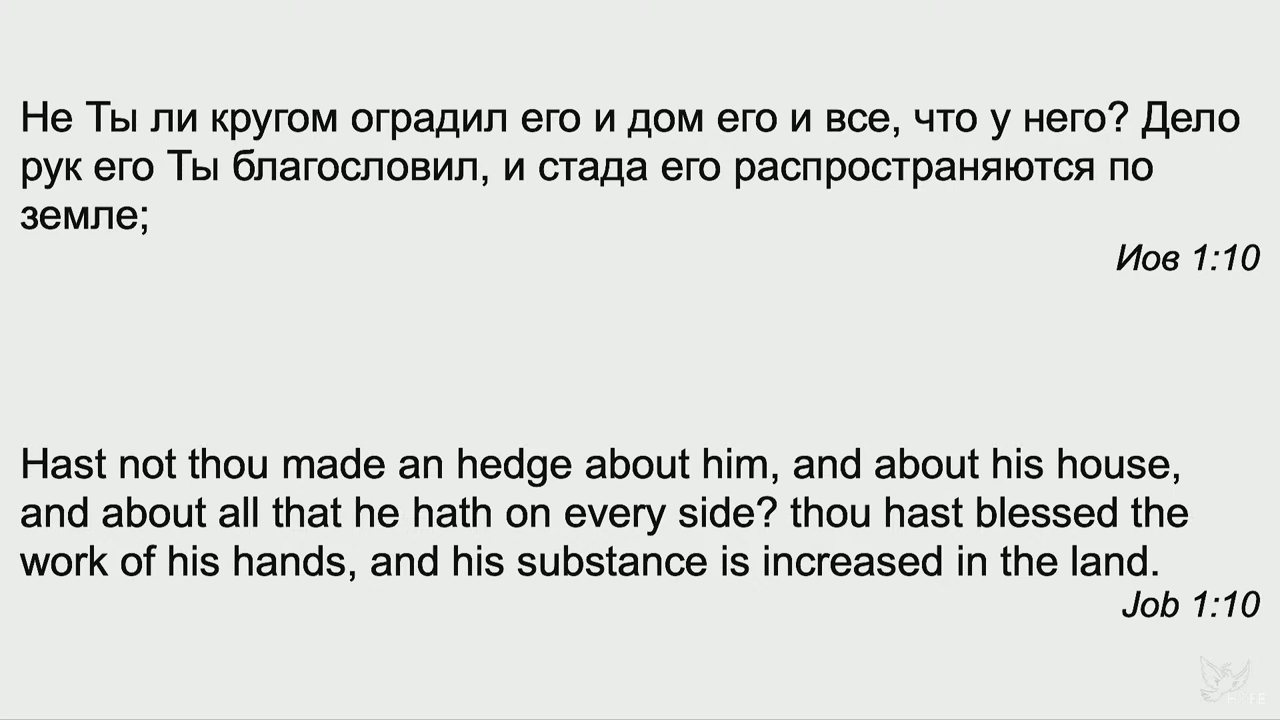 Не Ты ли кругом оградил его и дом его и все, что у него? Дело
рук его Ты благословил, и стада его распространяются по
земле;
Иов 1:10
Hast not thou made an hedge about him, and about his house,
and about all that he hath on every side? thou hast blessed the
work of his hands, and his substance is increased in the land.
Job 1:10